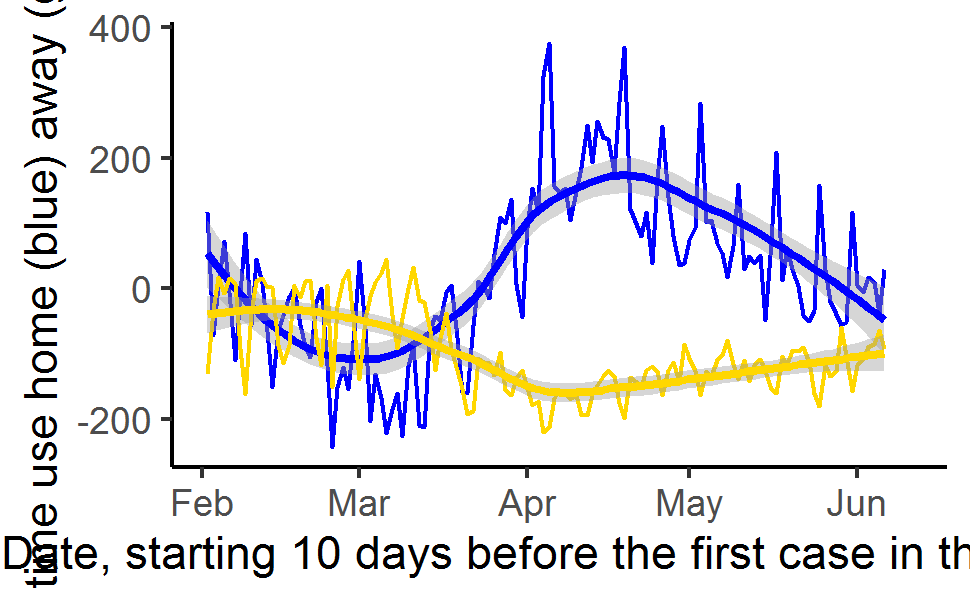 time use home (blue) away (
400
200
0
-200
Feb Mar Apr May Jun
Date, starting 10 days before the first case in th